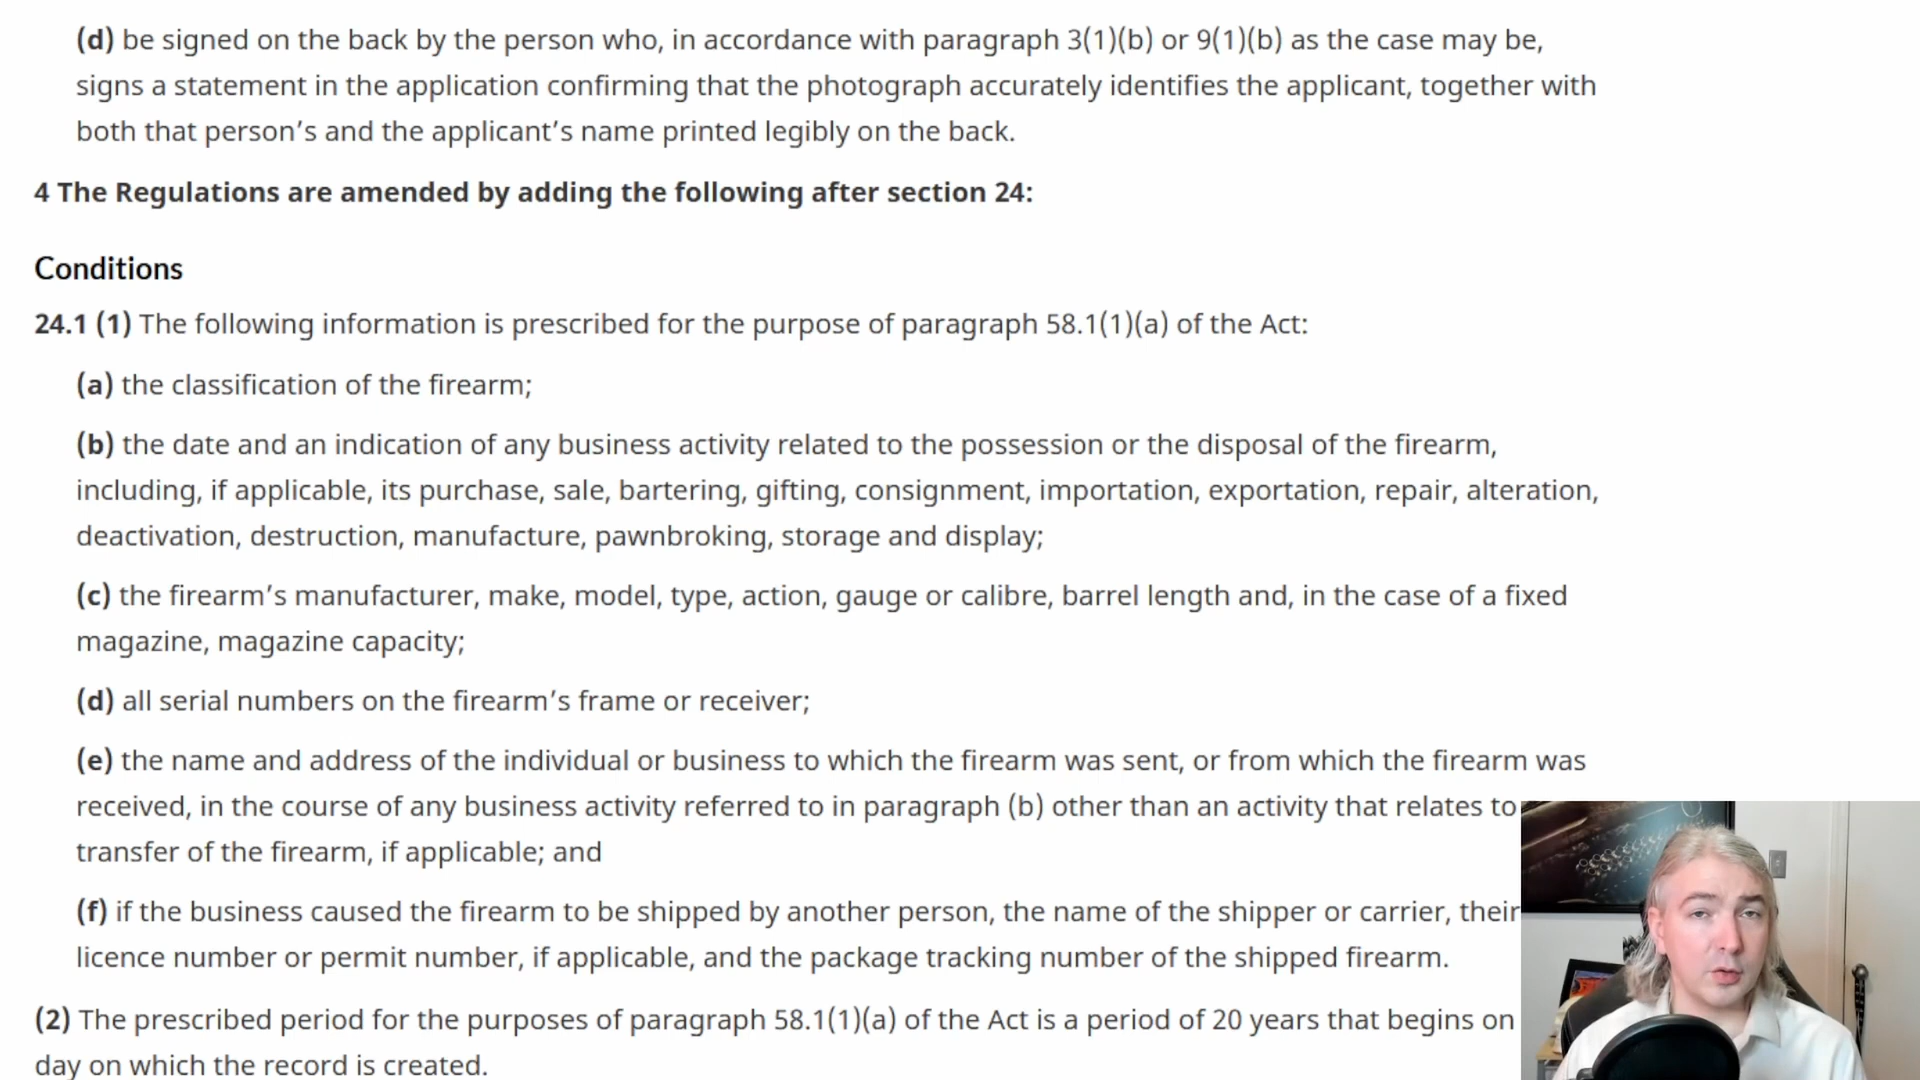 (d) be signed on the back by the person who, in accordance with paragraph 3(1)(b) or 9(1)(b) as the case may be,
signs a statement in the application confirming that the photograph accurately identifies the applicant, together with
both that person’s and the applicant’s name printed legibly on the back.
4 The Regulations are amended by adding the following after section 24:
Conditions
24.1 (1) The following information is prescribed for the purpose of paragraph 58.1(1)(a) of the Act:
(a) the classification of the firearm;
(b) the date and an indication of any business activity related to the possession or the disposal of the firearm,
including, if applicable, its purchase, sale, bartering, gifting, consignment, importation, exportation, repair, alteration,
deactivation, destruction, manufacture, pawnbroking, storage and display;
(c) the firearm’s manufacturer, make, model, type, action, gauge or calibre, barrel length and, in the case of a fixed
magazine, magazine capacity;
(d) all serial numbers on the firearm’s frame or receiver;
(e) the name and address of the individual or business to which the firearm was sent, or from which the firearm was
received, in the course of any business activity referred to in paragraph (b) other than an activity that relates to
transfer of the firearm, if applicable; and
(f) if the business caused the firearm to be shipped by another person, the name of the shipper or carrier, their
licence number or permit number, if applicable, and the package tracking number of the shipped firearm.
(2) The prescribed period for the purposes of paragraph 58.1(1)(a) of the Act is a period of 20 years that begins on
day on which the record is created.